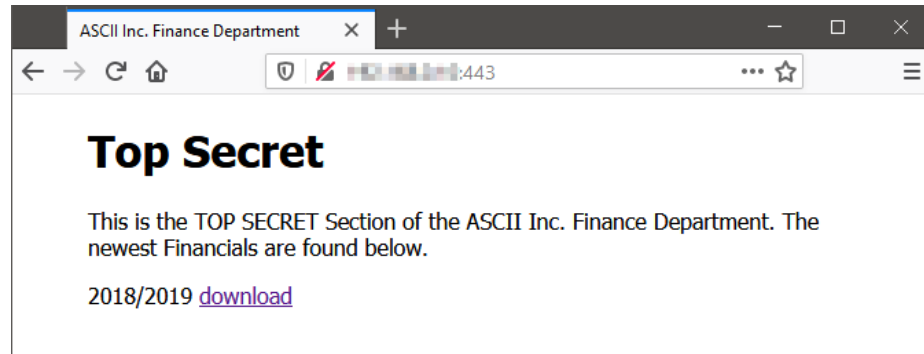 ASCII Inc. Finance Department
:443
Top Secret
This is the TOP SECRET Section of the ASCII Inc. Finance Department. The
newest Financials are found below.
2018/2019 download